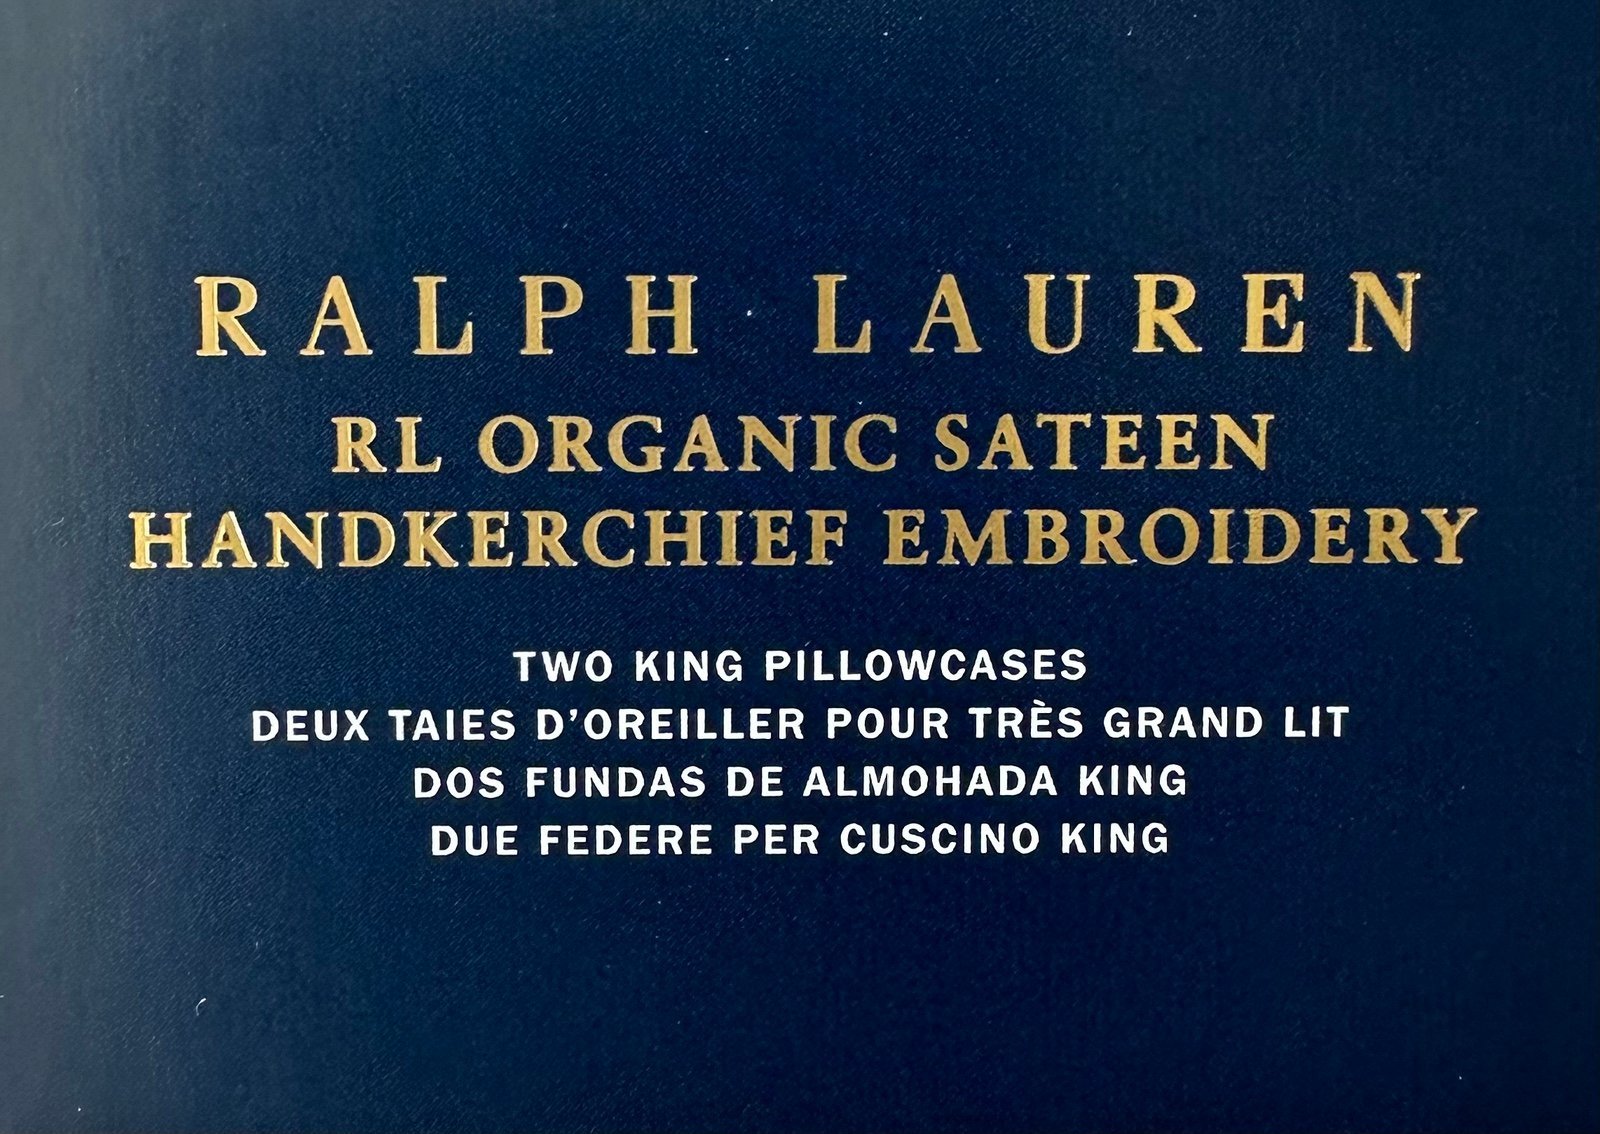 RALPH LAUREN
RL ORGANIC SATEEN
HANDKERCHIEF EMBROIDERY
TWO KING PILLOWCASES
DEUX TAIES D'OREILLER POUR TRÈS GRAND LIT
DOS FUNDAS DE ALMOHADA KING
DUE FEDERE PER CUSCINO KING